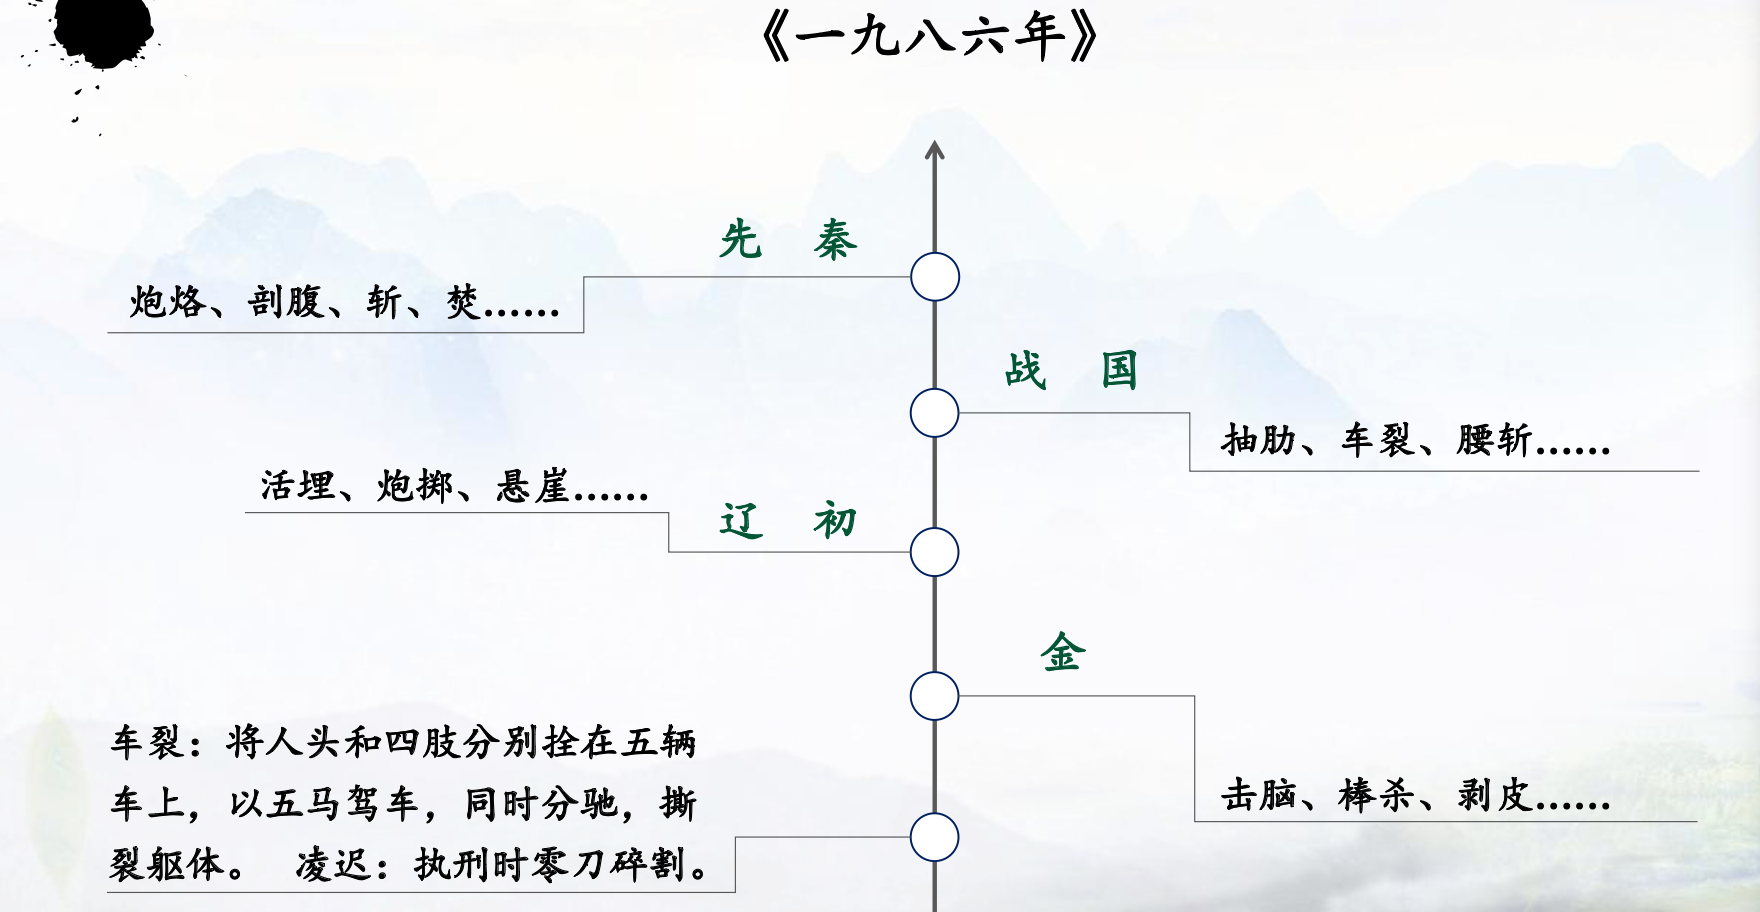 《一九八六年》
先 秦
炮烙、剖腹、斩、焚……
战 国
抽肋、车裂、腰斩……
活埋、炮掷、悬崖……
辽 初
金
车裂：将人头和四肢分别拴在五辆
车上，以五马驾车，同时分驰，撕
裂躯体。 凌迟：执刑时零刀碎割。
击脑、棒杀、剥皮……